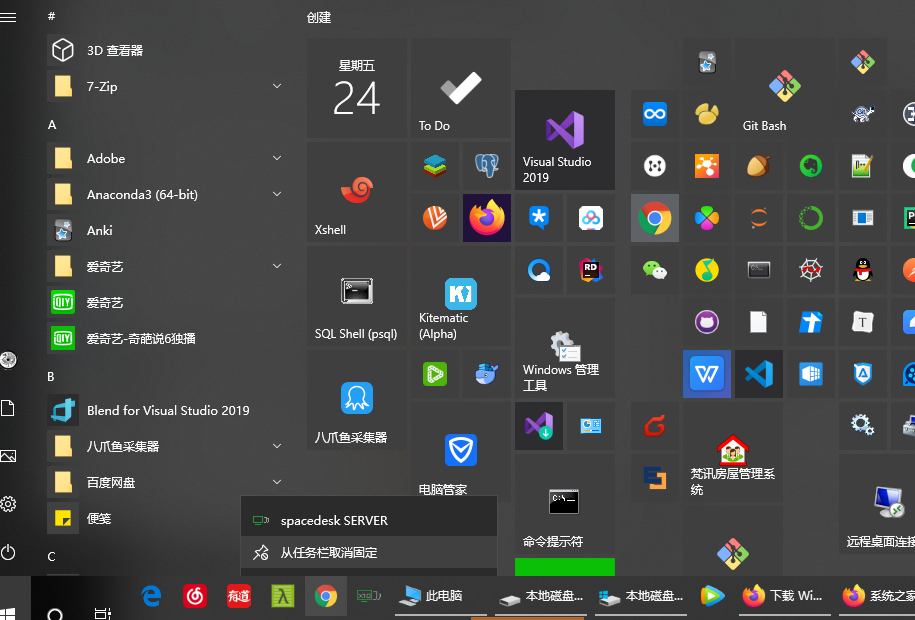 #
3D 查看器
7-Zip
A
Adobe
Anaconda3 (64-bit)
Anki
爱奇艺
爱奇艺
爱奇艺-奇葩说6独播
B
Blend for Visual Studio 2019
八爪鱼采集器
百度网盘
便笺
C
创建
星期五
24
To Do
Visual Studio
2019
Git Bash
Xshell
SQL Shell (psql)
Kitematic
(Alpha)
Windows 管理
工具
八爪鱼采集器
电脑管家
梵讯房屋管理系
统
命令提示符
远程桌面连接
spacedesk SERVER
从任务栏取消固定
有道
此电脑
本地磁盘...
本地磁盘...
下载 Wi...
系统之家